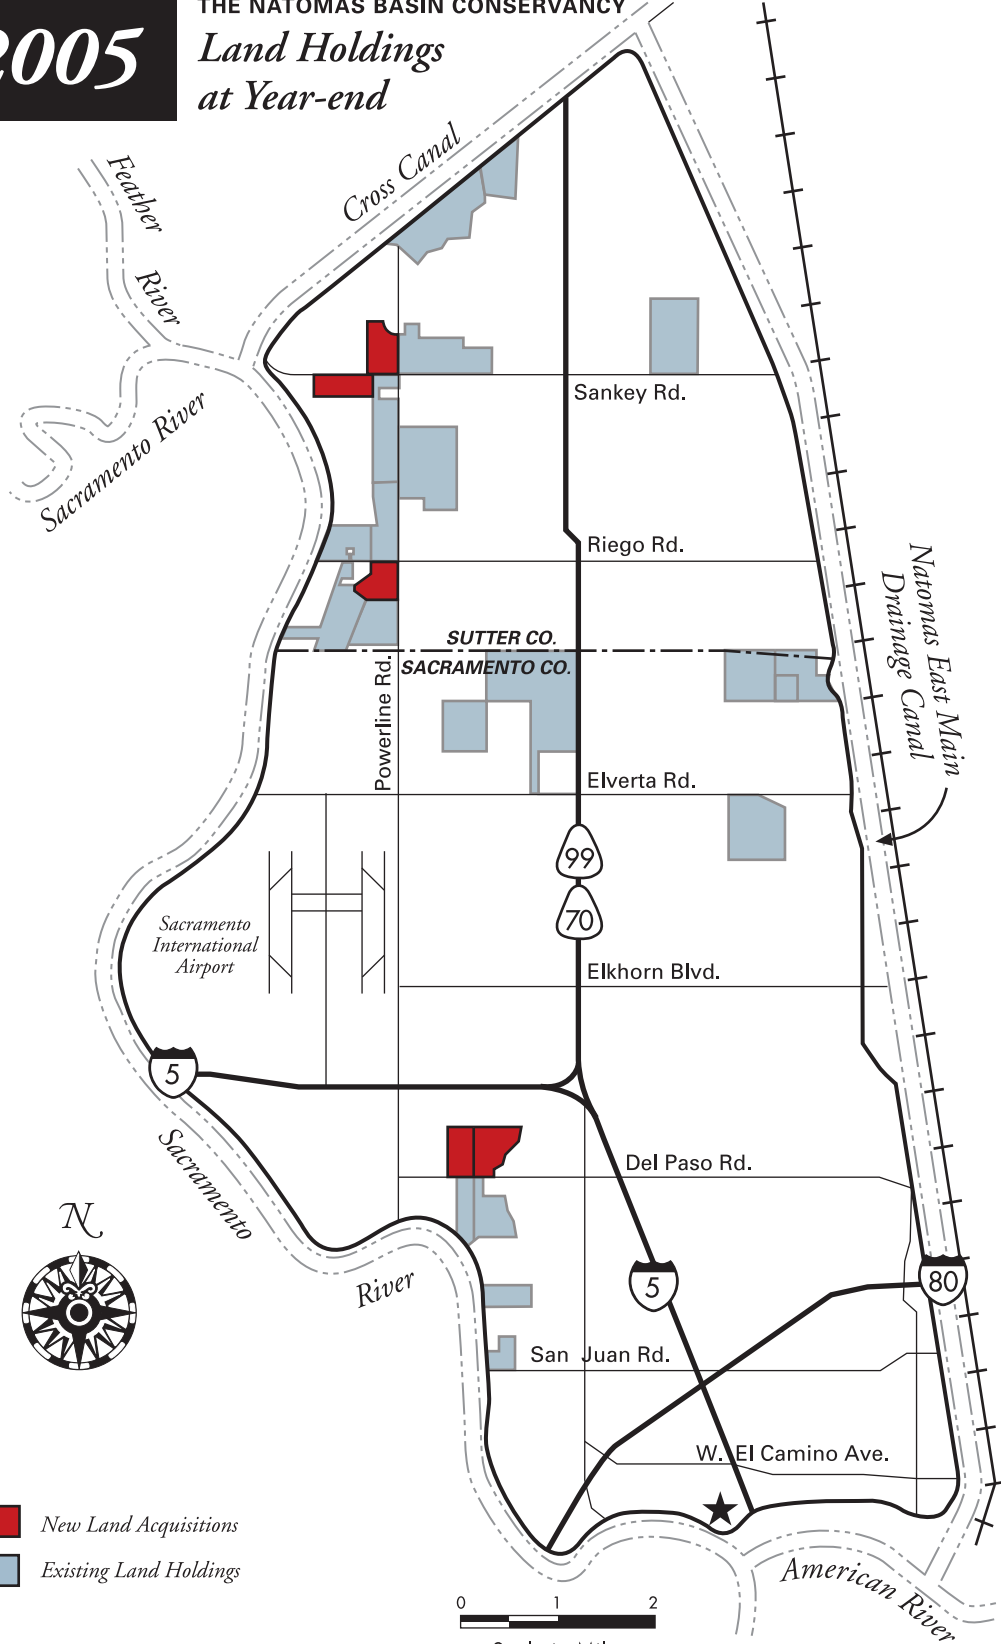 2005
THE NATOMAS BASIN CONSERVANCY
Land Holdings
at Year-end
Cross Canal
Feather
River
Sacramento River
Sankey Rd.
Riego Rd.
Natomas East Main
Drainage Canal
SUTTER CO.
SACRAMENTO CO.
Powerline Rd.
Elverta Rd.
99
70
Sacramento
International
Airport
Elkhorn Blvd.
5
Sacramento
River
Del Paso Rd.
N
5
80
San Juan Rd.
W. El Camino Ave.
New Land Acquisitions
Existing Land Holdings
American River
0 1 2